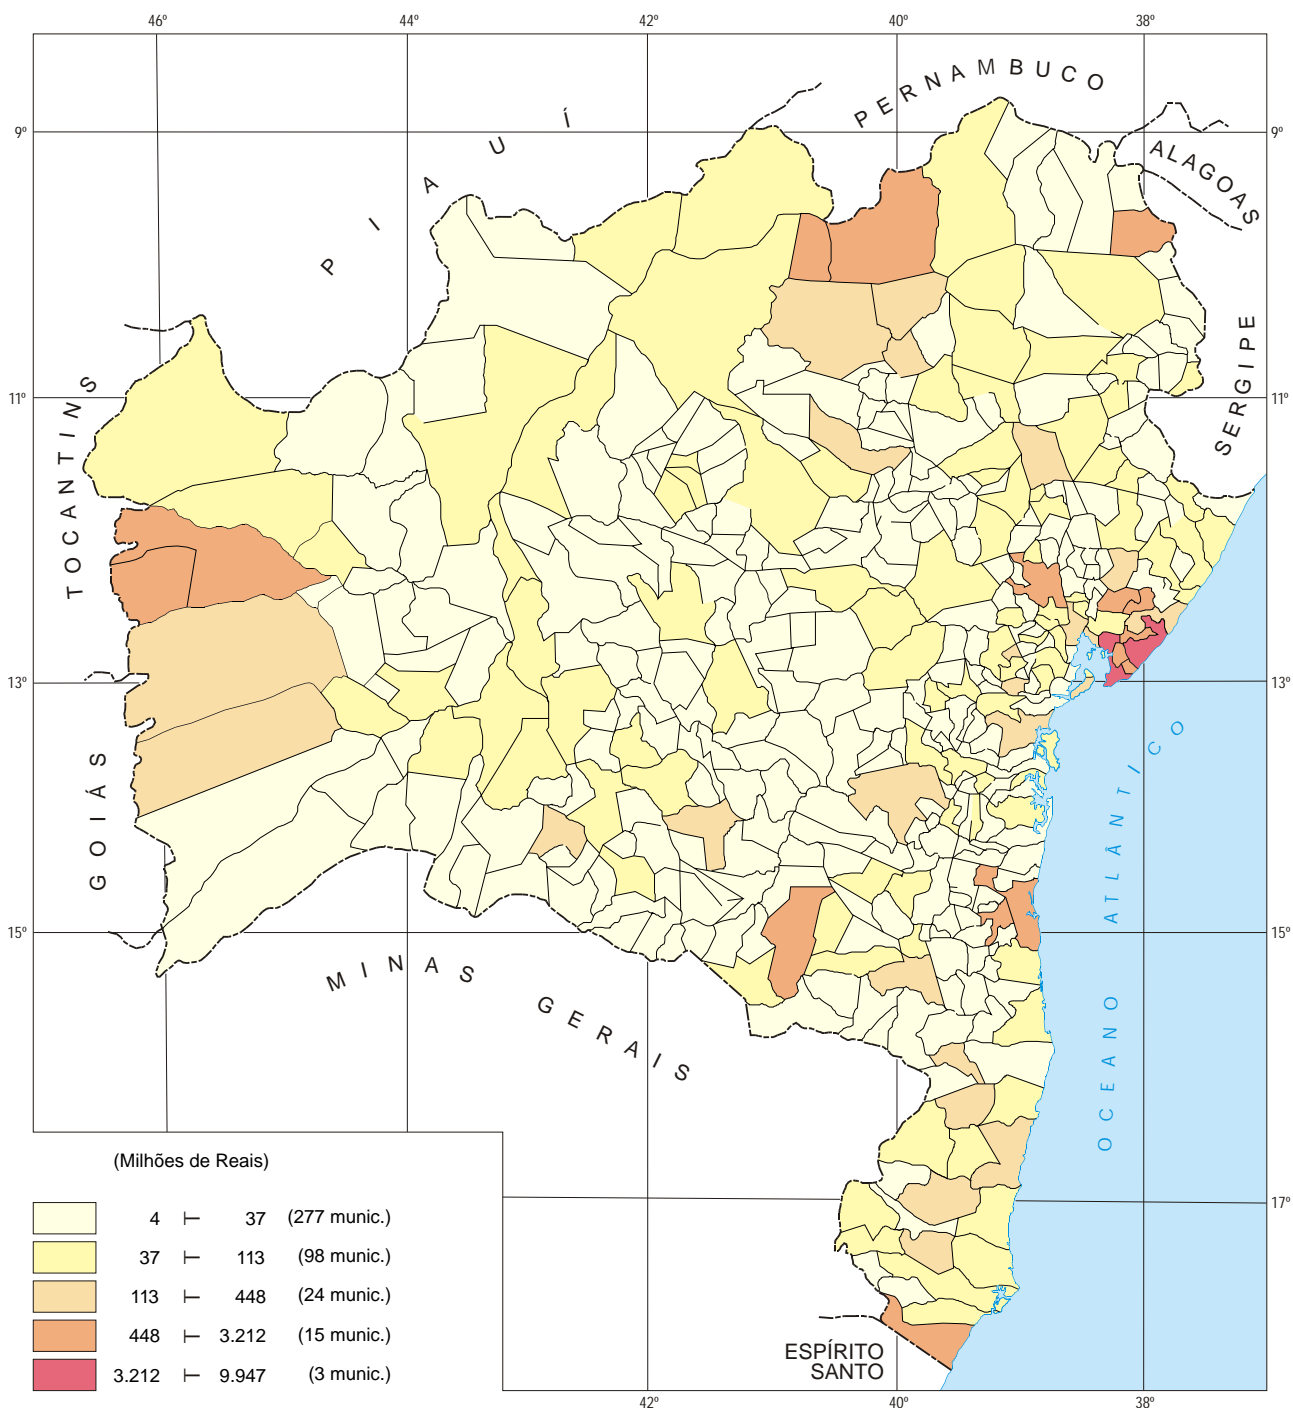 46º 44º 42º 40º 38º
PERNAMBUCO
PIAUÍ
9º 9º
ALAGOAS
SERGIPE
TOCANTINS
11º 11º
13º 13º
GOIÁS
OCEANO ATLÂNTICO
15º 15º
MINAS GERAIS
17º
(Milhões de Reais)
4 ⊢ 37 (277 munic.)
37 ⊢ 113 (98 munic.)
113 ⊢ 448 (24 munic.)
448 ⊢ 3.212 (15 munic.)
3.212 ⊢ 9.947 (3 munic.)
ESPÍRITO
SANTO
42º 40º 38º